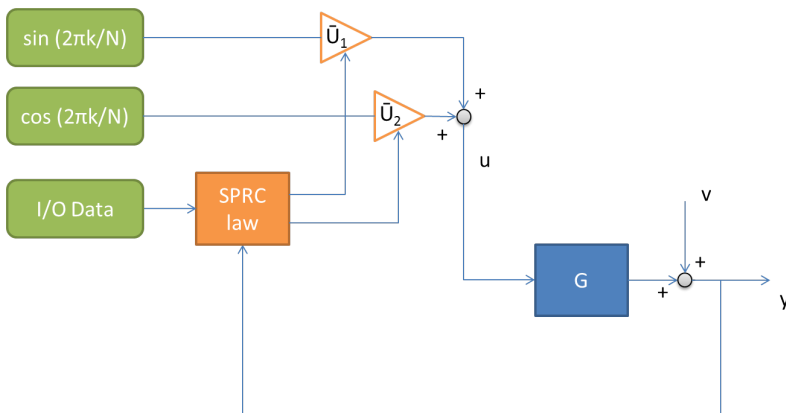 sin (2πk/N)
Ū1
+
cos (2πk/N)
Ū2
+
u
I/O Data
SPRC
law
v
+
G
+
y